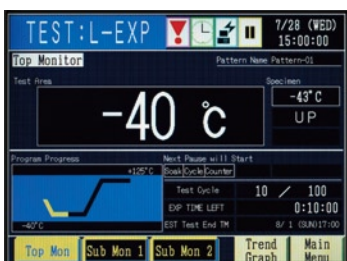 TEST:L-EXP
7/28 (WED)
15:00:00
Top Monitor
Pattern Name Pattern-01
Test Area
Specimen
-40 °C
-43°C
UP
Program Progress
Next Pause will Start
+125°C
Soak Cycle Counter
Test Cycle 10 / 100
EXP TIME LEFT 0:10:00
-40°C
EST Test End TM 8/ 1 (SUN)17:00
Top Mon
Sub Mon 1
Sub Mon 2
Trend Graph
Main Menu